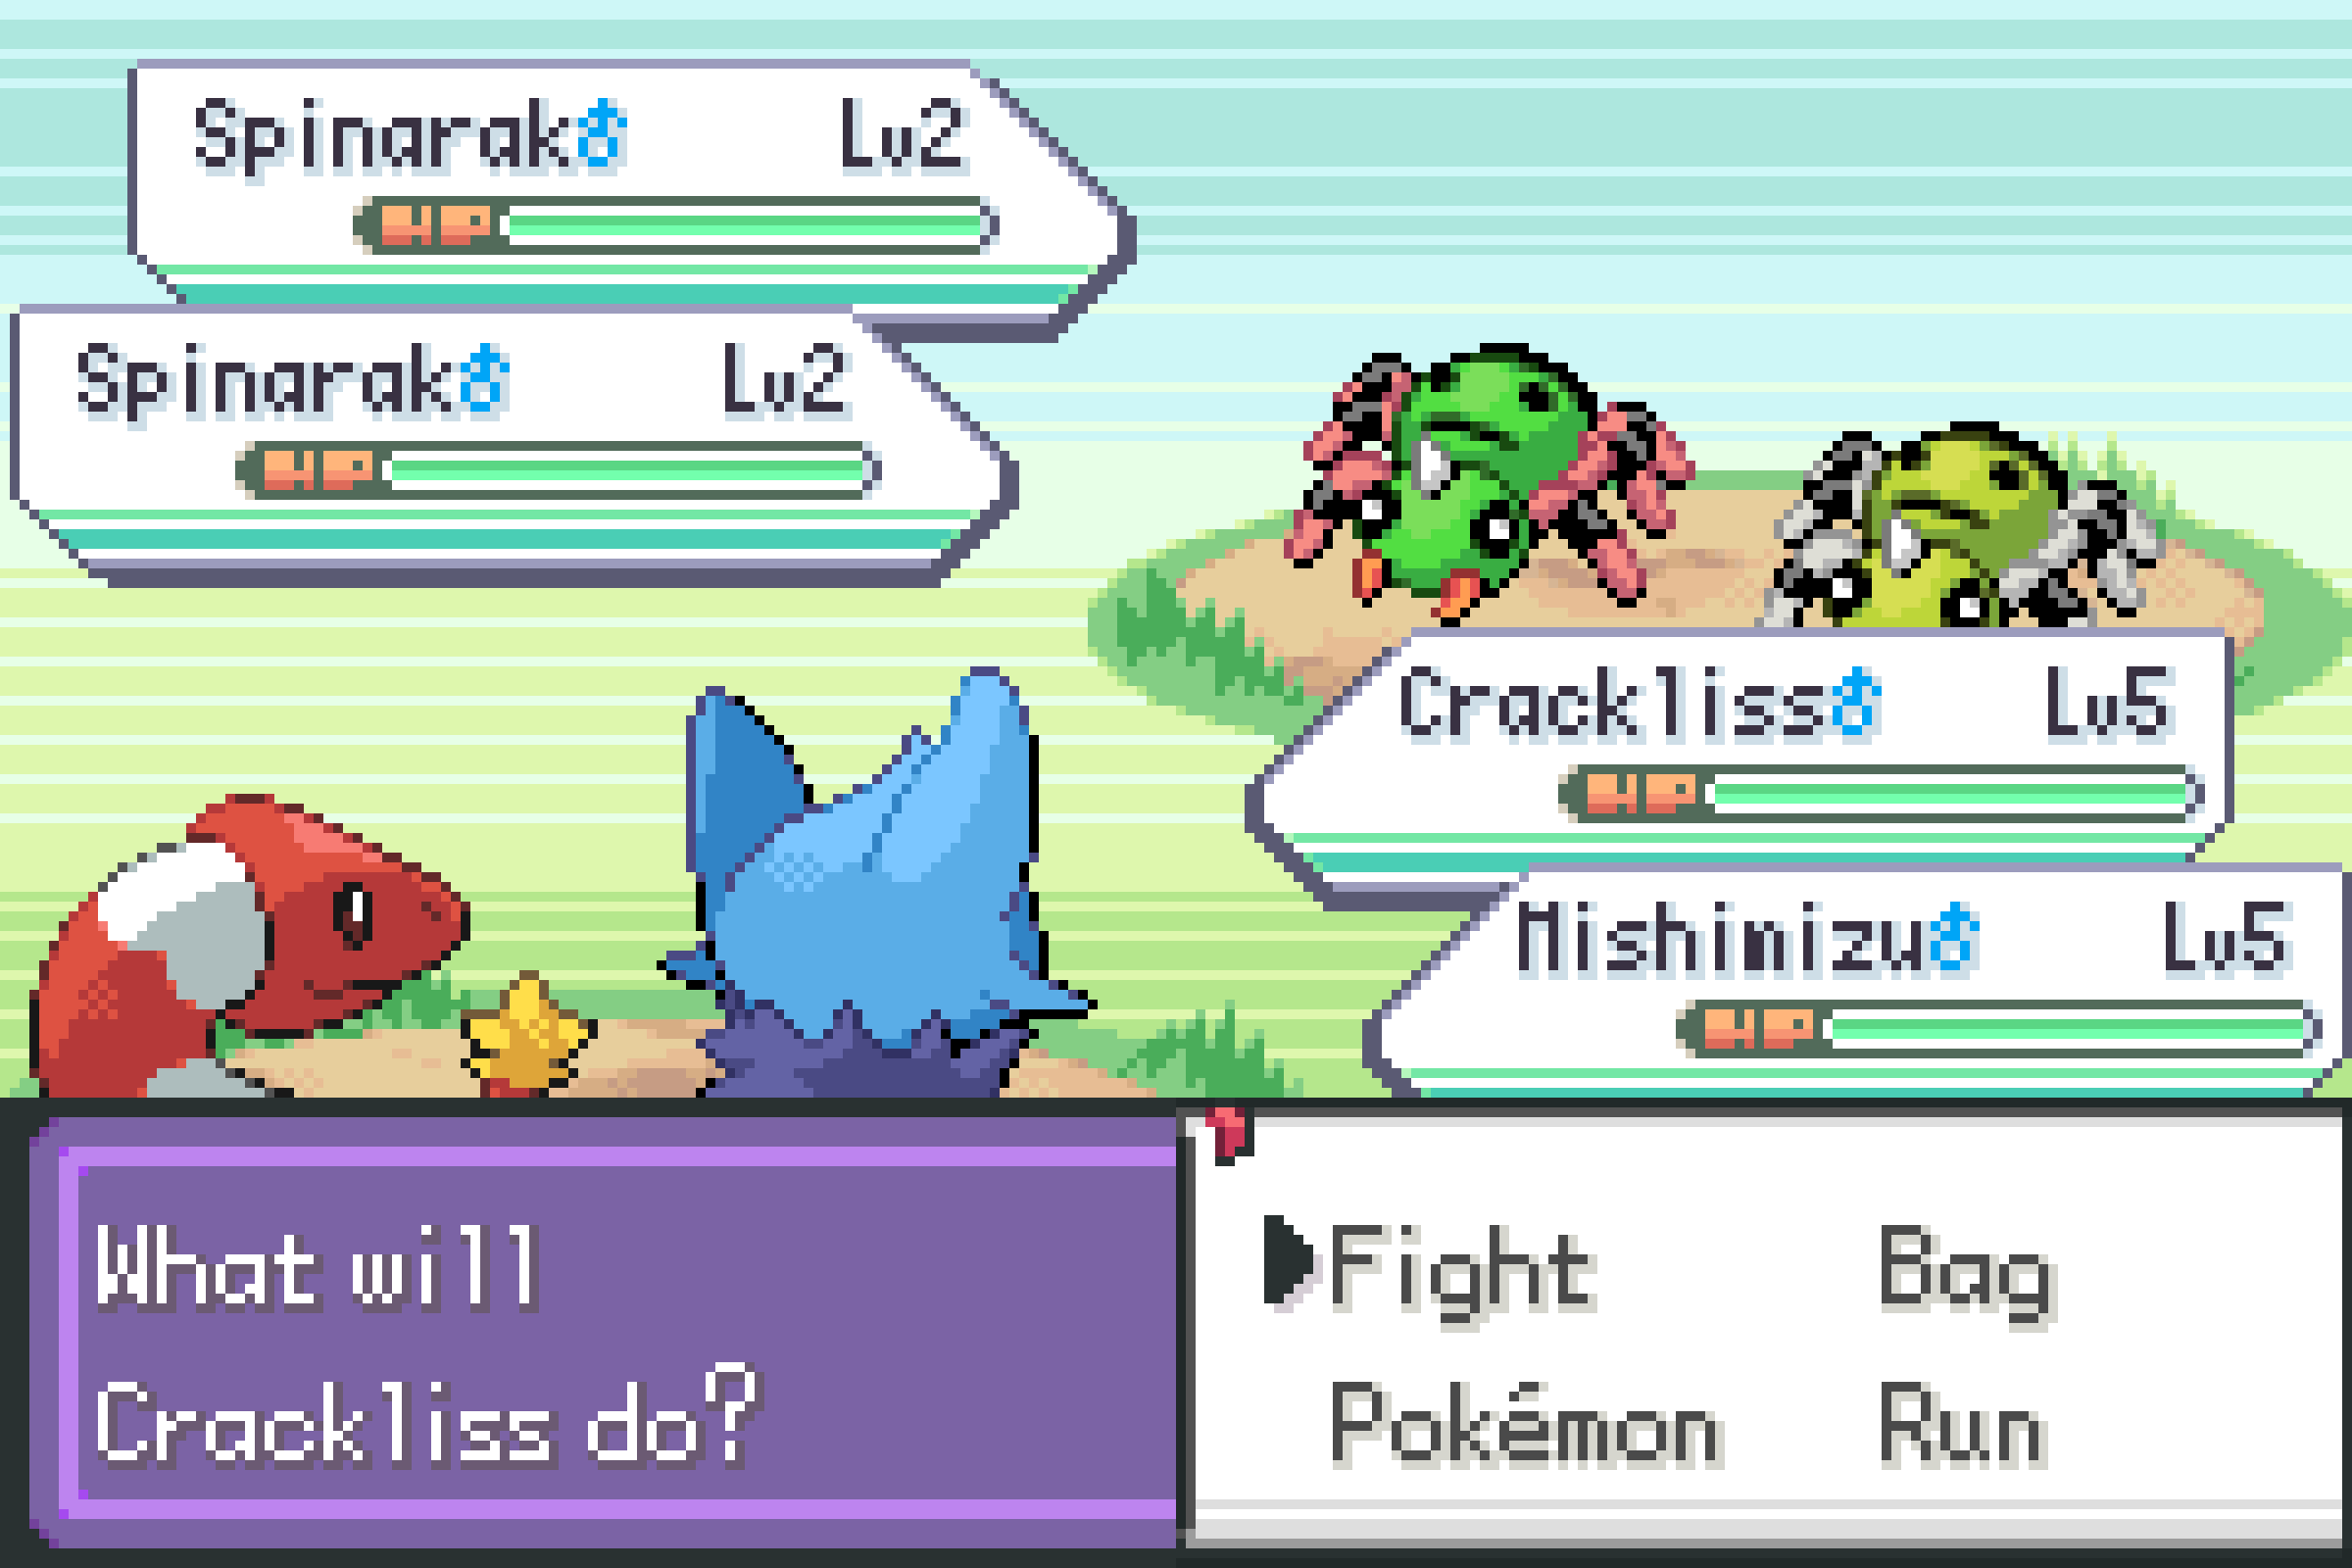 Spinarak♂ Lv2
HP
Spinarak♂ Lv2
HP
Crackliss♂ Lv5
HP
Nishimizu♂ Lv5
HP
What will
Crackliss do?
Fight Bag
Pokémon Run